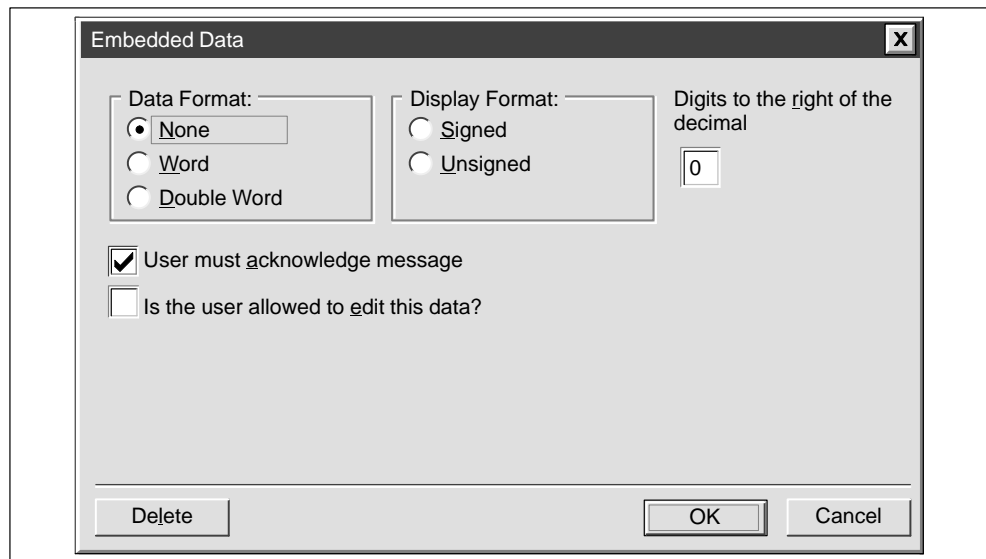 Embedded Data
X
Data Format:
None
Word
Double Word
Display Format:
Signed
Unsigned
Digits to the right of the
decimal
0
User must acknowledge message
Is the user allowed to edit this data?
Delete
OK
Cancel